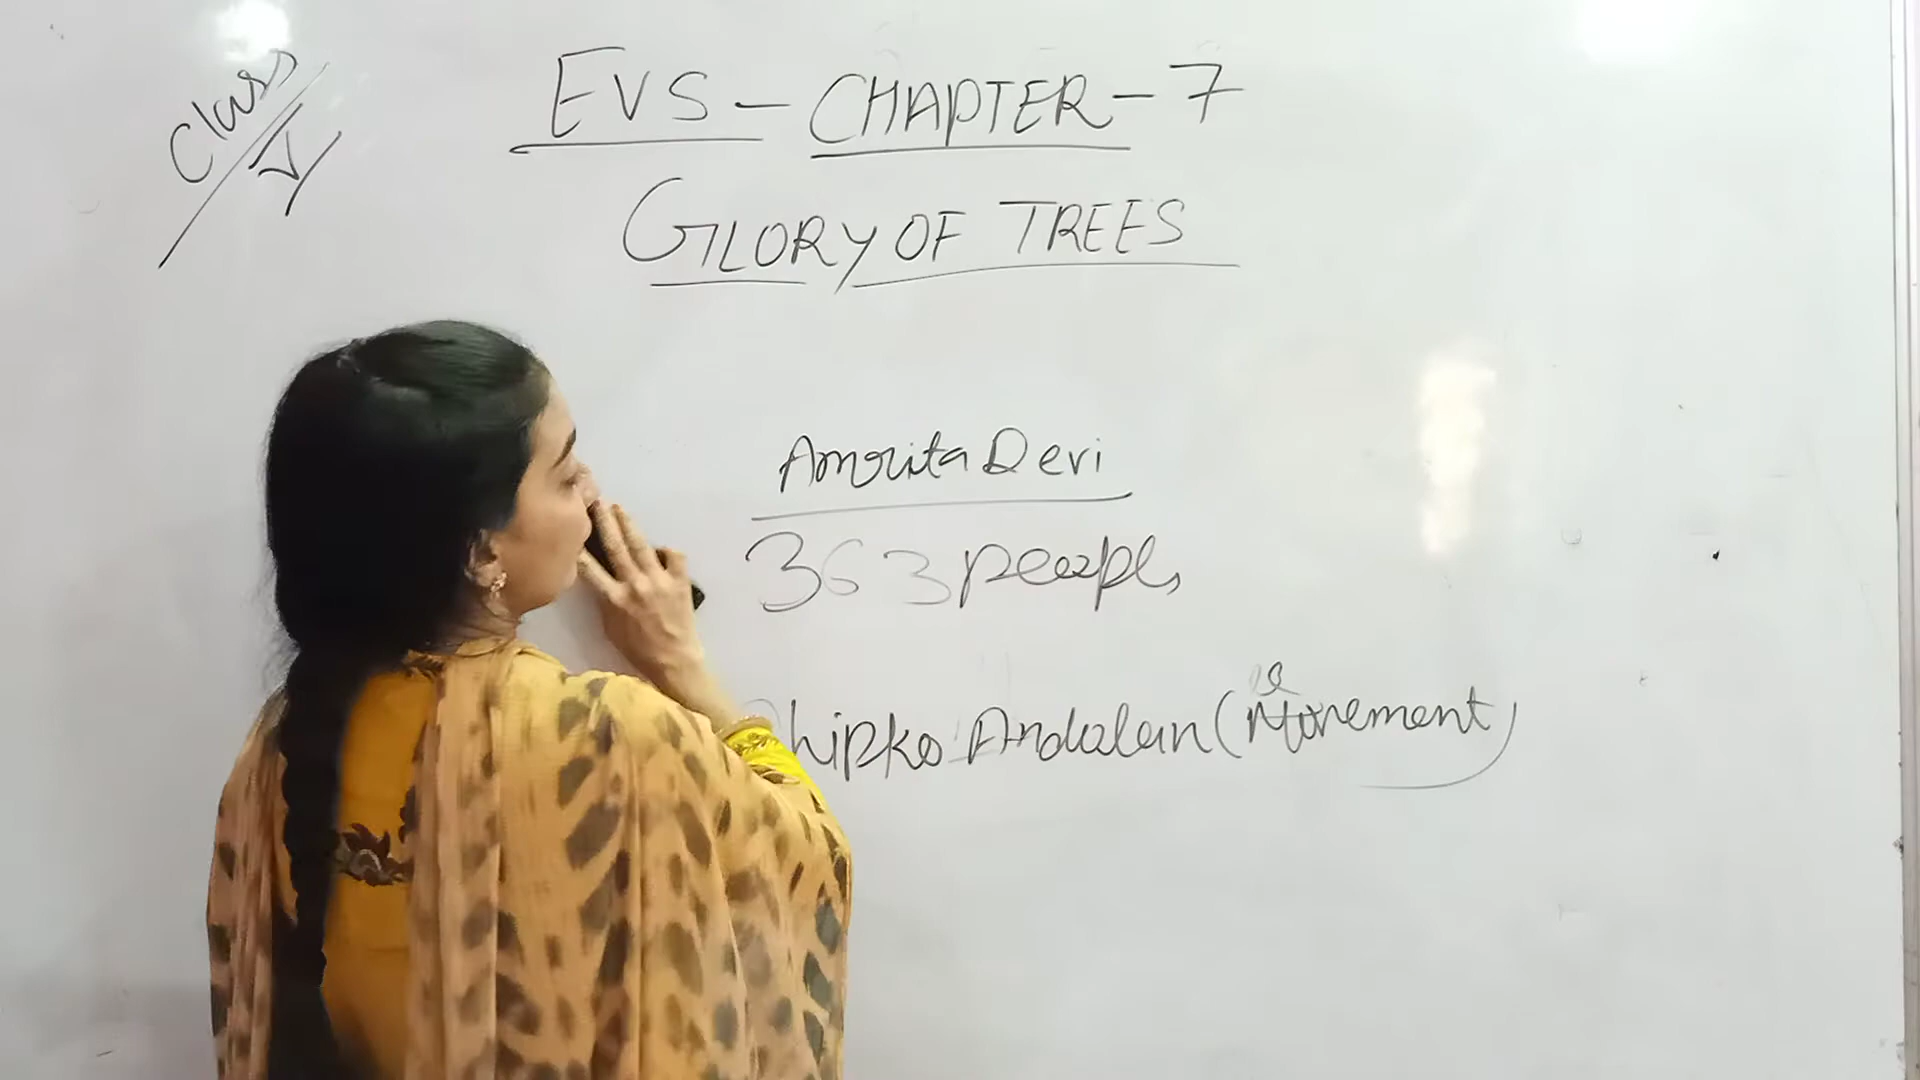 Class
V
EVS - CHAPTER - 7
GLORY OF TREES
Amrita Devi
363 people
hipko Andolan (Movement)